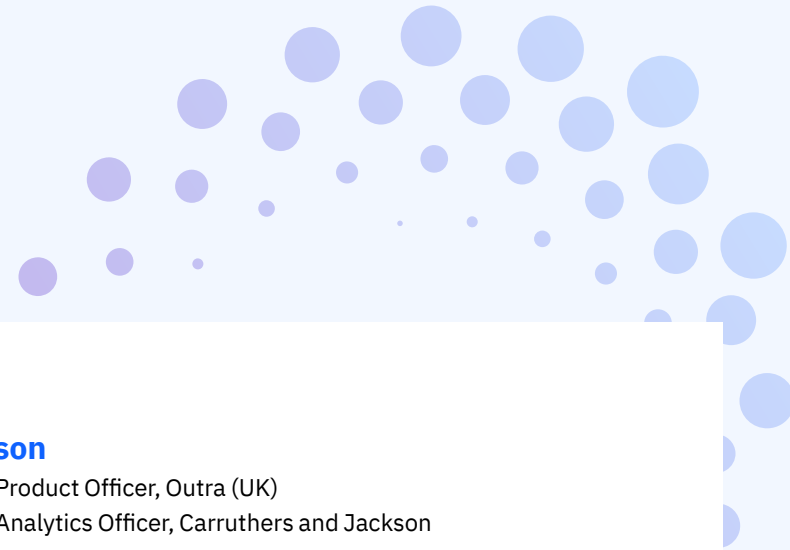 son
Product Officer, Outra (UK)
Analytics Officer, Carruthers and Jackson